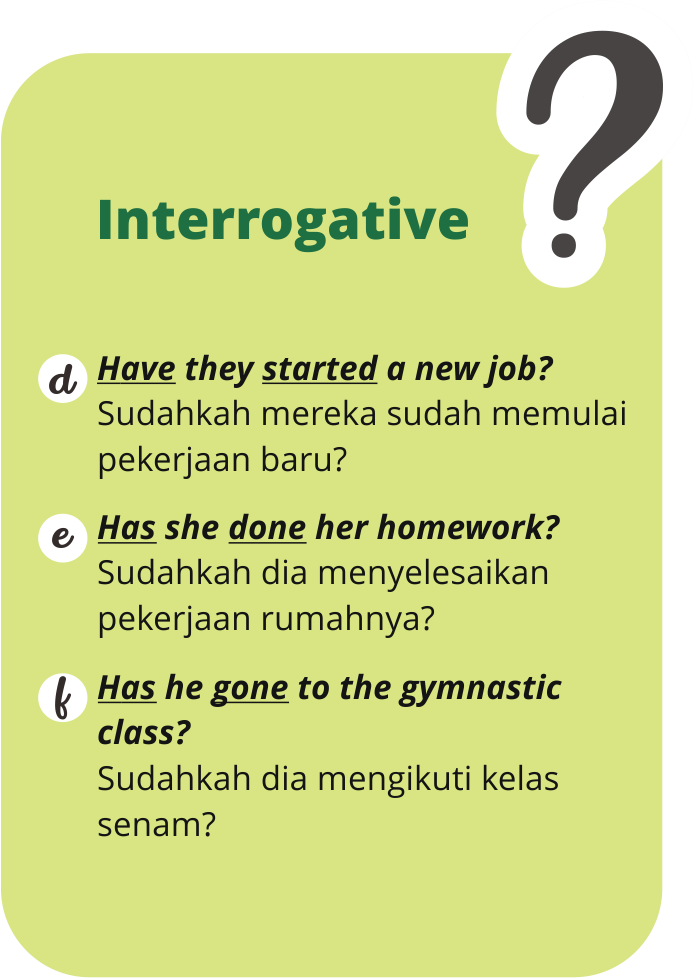 ?
Interrogative
d
Have they started a new job?
Sudahkah mereka sudah memulai
pekerjaan baru?
e
Has she done her homework?
Sudahkah dia menyelesaikan
pekerjaan rumahnya?
f
Has he gone to the gymnastic
class?
Sudahkah dia mengikuti kelas
senam?